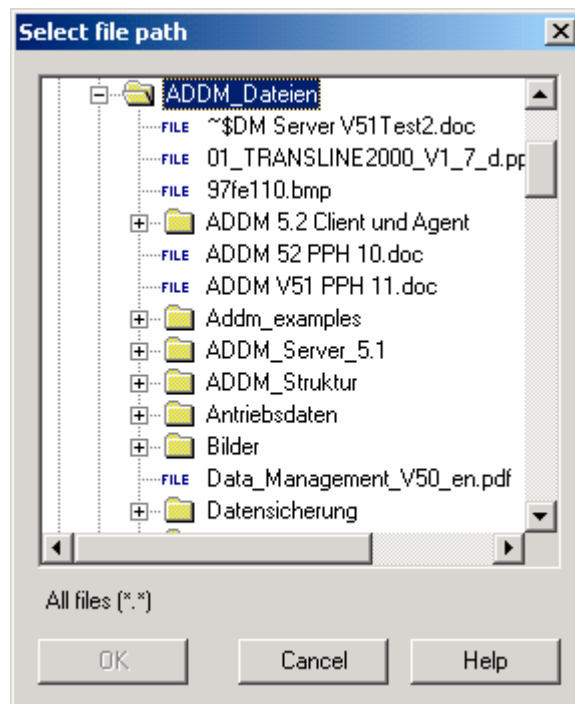 Select file path
ADDM_Dateien
FILE ~$DM Server V51Test2.doc
FILE 01_TRANSLINE2000_V1_7_d.pp
FILE 97fe110.bmp
ADDM 5.2 Client und Agent
FILE ADDM 52 PPH 10.doc
FILE ADDM V51 PPH 11.doc
Addm_examples
ADDM_Server_5.1
ADDM_Struktur
Antriebsdaten
Bilder
FILE Data_Management_V50_en.pdf
Datensicherung
All files (*.*)
OK Cancel Help